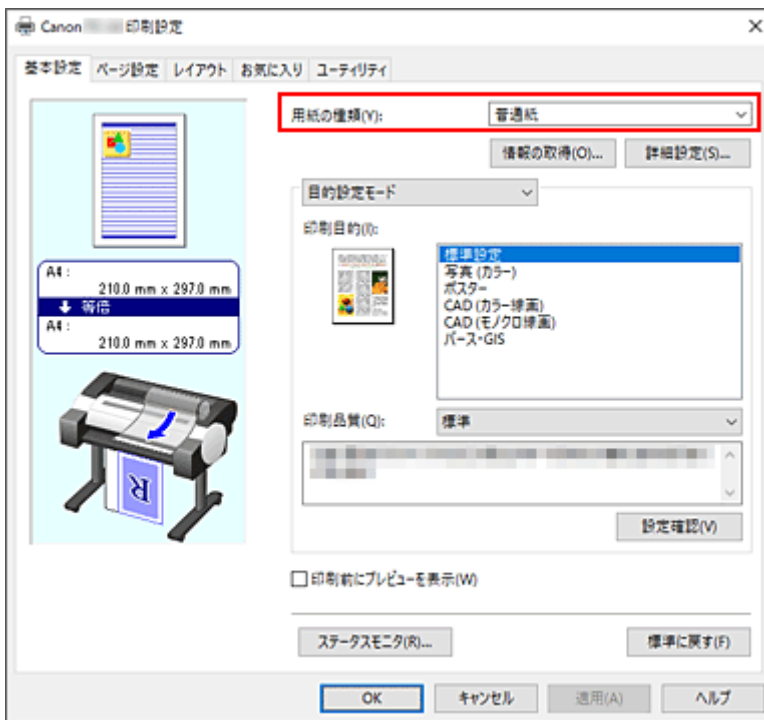 Canon 印刷設定
基本設定 ページ設定 レイアウト お気に入り ユーティリティ
用紙の種類(Y): 普通紙
情報の取得(O)... 詳細設定(S)...
目的設定モード
印刷目的(I):
標準設定
写真 (カラー)
ポスター
CAD (カラー線画)
CAD (モノクロ線画)
パース・GIS
A4 :
210.0 mm x 297.0 mm
等倍
A4 :
210.0 mm x 297.0 mm
R
印刷品質(Q): 標準
設定確認(V)
印刷前にプレビューを表示(W)
ステータスモニタ(R)... 標準に戻す(F)
OK キャンセル 適用(A) ヘルプ